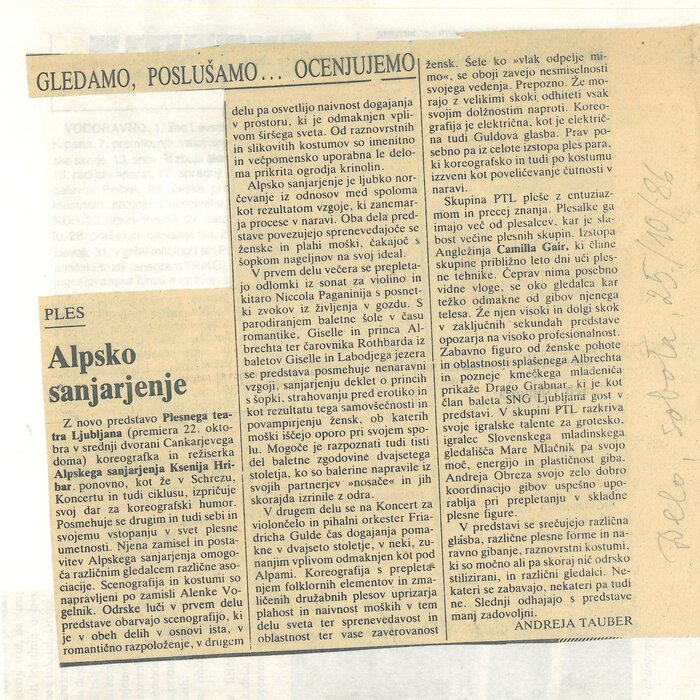 GLEDAMO, POSLUŠAMO... OCENJUJEMO
PLES
Alpsko
sanjarjenje
Z novo predstavo Plesnega tea-
tra Ljubljana (premiera 22. okto-
bra v srednji dvorani Cankarjevega
doma) koreografka in režiserka
Alpskega sanjarjenja Ksenija Hri-
bar, ponovno, kot že v Schrezu,
Koncertu in tudi ciklusu, izpričuje
svoj dar za koreografski humor.
Posmehuje se drugim in tudi sebi in
svojemu vstopanju v svet plesne
umetnosti. Njena zamisel in posta-
vitev Alpskega sanjarjenja omogo-
ča različnim gledalcem različne aso-
ciacije. Scenografija in kostumi so
napravljeni po zamisli Alenke Vo-
gelnik. Odrske luči v prvem delu
predstave obarvajo scenografijo, ki
je v obeh delih v osnovi ista, v
romantično razpoloženje, v drugem
delu pa osvetlijo naivnost dogajanja
v prostoru, ki je odmaknjen vpli-
vom širšega sveta. Od raznovrstnih
in slikovitih kostumov so imenitno
in večpomensko uporabna le delo-
ma prikrita ogrodja krinolin.
Alpsko sanjarjenje je ljubko nor-
čevanje iz odnosov med spoloma
kot rezultatom vzgoje, ki zanemar-
ja procese v naravi. Oba dela pred-
stave povezujejo sprenevedajoče se
ženske in plahi moški, čakajoč s
šopkom nageljnov na svoj ideal.
V prvem delu večera se prepleta-
jo odlomki iz sonat za violino in
kitaro Niccola Paganinija s posnet-
ki zvokov iz življenja v gozdu. S
parodiranjem baletne šole v času
romantike, Giselle in princa Al-
brechta ter čarovnika Rothbarda iz
baletov Giselle in Labodjega jezera
se predstava posmehuje nenaravni
vzgoji, sanjarjenju deklet o princih
s šopki, strahovanju pred erotiko in
kot rezultatu tega samovšečnosti in
povampirjenju žensk, ob katerih
moški iščejo oporo pri svojem spo-
lu. Mogoče je razpoznati tudi tisti
del baletne zgodovine dvajsetega
stoletja, ko so balerine napravile iz
svojih partnerjev »nosače« in jih
skorajda izrinile z odra.
V drugem delu se na Koncert za
violončelo in pihalni orkester Frie-
dricha Gulde čas dogajanja pomak-
ne v dvajseto stoletje, v neki, zu-
nanjim vplivom odmaknjen kót pod
Alpami. Koreografija s prepleta-
njem folklornih elementov in zma-
ličenih družabnih plesov uprizarja
plahost in naivnost moških v tem
delu sveta ter sprenevedavost in
oblastnost ter vase zaverovanost
žensk. Šele ko »vlak odpelje mi-
mo«, se oboji zavejo nesmiselnosti
svojega vedenja. Prepozno. Že mo-
rajo z velikimi skoki odhiteti vsak
svojim dolžnostim naproti. Koreo-
grafija je električna, kot je električ-
na tudi Guldova glasba. Prav po-
sebno pa iz celote izstopa ples para,
ki koreografsko in tudi po kostumu
izzveni kot poveličevanje čutnosti v
naravi.
Skupina PTL pleše z entuziaz-
mom in precej znanja. Plesalke ga
imajo več od plesalcev, kar je sla-
bost večine plesnih skupin. Izstopa
Angležinja Camilla Gair, ki člane
skupine približno leto dni uči ples-
ne tehnike. Čeprav nima posebno
vidne vloge, se oko gledalca kar
težko odmakne od gibov njenega
telesa. Že njen visoki in dolgi skok
v zaključnih sekundah predstave
opozarja na visoko profesionalnost.
Zabavno figuro od ženske pohote
in oblastnosti splašenega Albrechta
in pozneje kmečkega mladeniča
prikaže Drago Grabnar, ki je kot
član baleta SNG Ljubljana gost v
predstavi. V skupini PTL razkriva
svoje igralske talente za grotesko,
igralec Slovenskega mladinskega
gledališča Mare Mlačnik pa svojo
moč, energijo in plastičnost giba.
Andreja Obreza svojo zelo dobro
koordinacijo gibov uspešno upo-
rablja pri prepletanju v skladne
plesne figure.
V predstavi se srečujejo različna
glasba, različne plesne forme in na-
ravno gibanje, raznovrstni kostumi,
ki so močno ali pa skoraj nič odrsko
stilizirani, in različni gledalci. Ne-
kateri se zabavajo, nekateri pa tudi
ne. Slednji odhajajo s predstave
manj zadovoljni.
ANDREJA TAUBER
Delo, sobota 25/10/86